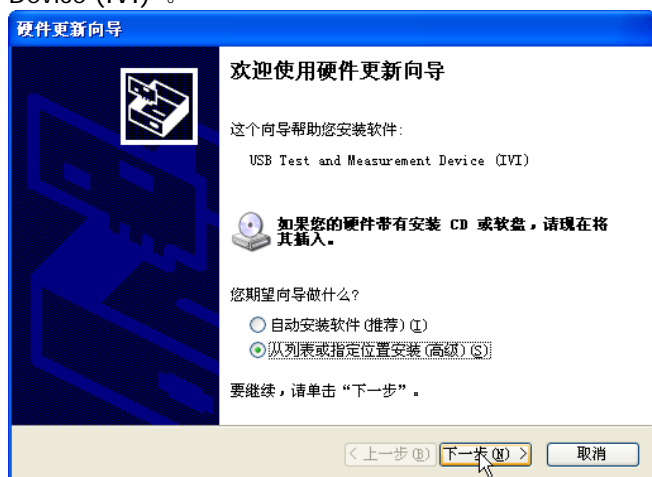 Device (IVI) 。
硬件更新向导
欢迎使用硬件更新向导
这个向导帮助您安装软件:
USB Test and Measurement Device (IVI)
如果您的硬件带有安装 CD 或软盘，请现在将
其插入。
您期望向导做什么?
自动安装软件(推荐)(I)
从列表或指定位置安装(高级)(S)
要继续，请单击“下一步”。
< 上一步(B) 下一步(N) > 取消